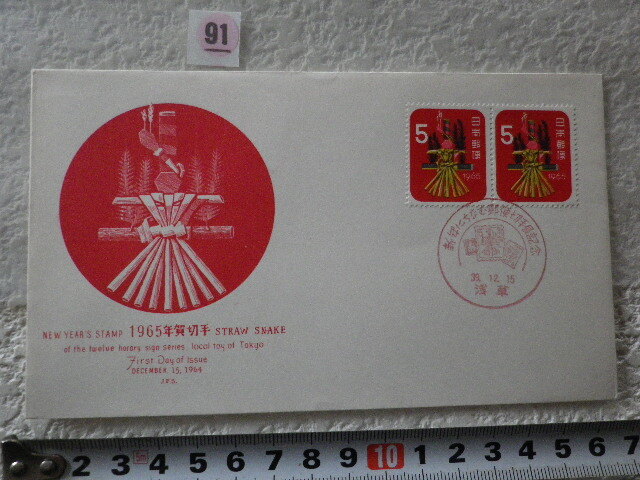 91
5 日本郵便 1965
5 日本郵便 1965
39.12.15
浅草
NEW YEAR'S STAMP 1965年賀切手 STRAW SNAKE
of the twelve horary sign series local toy of Tokyo
First Day of Issue
DECEMBER 15, 1964
J.P.S.
2 3 4 5 6 7 8 9 10 1 2 3 4 5 6 7